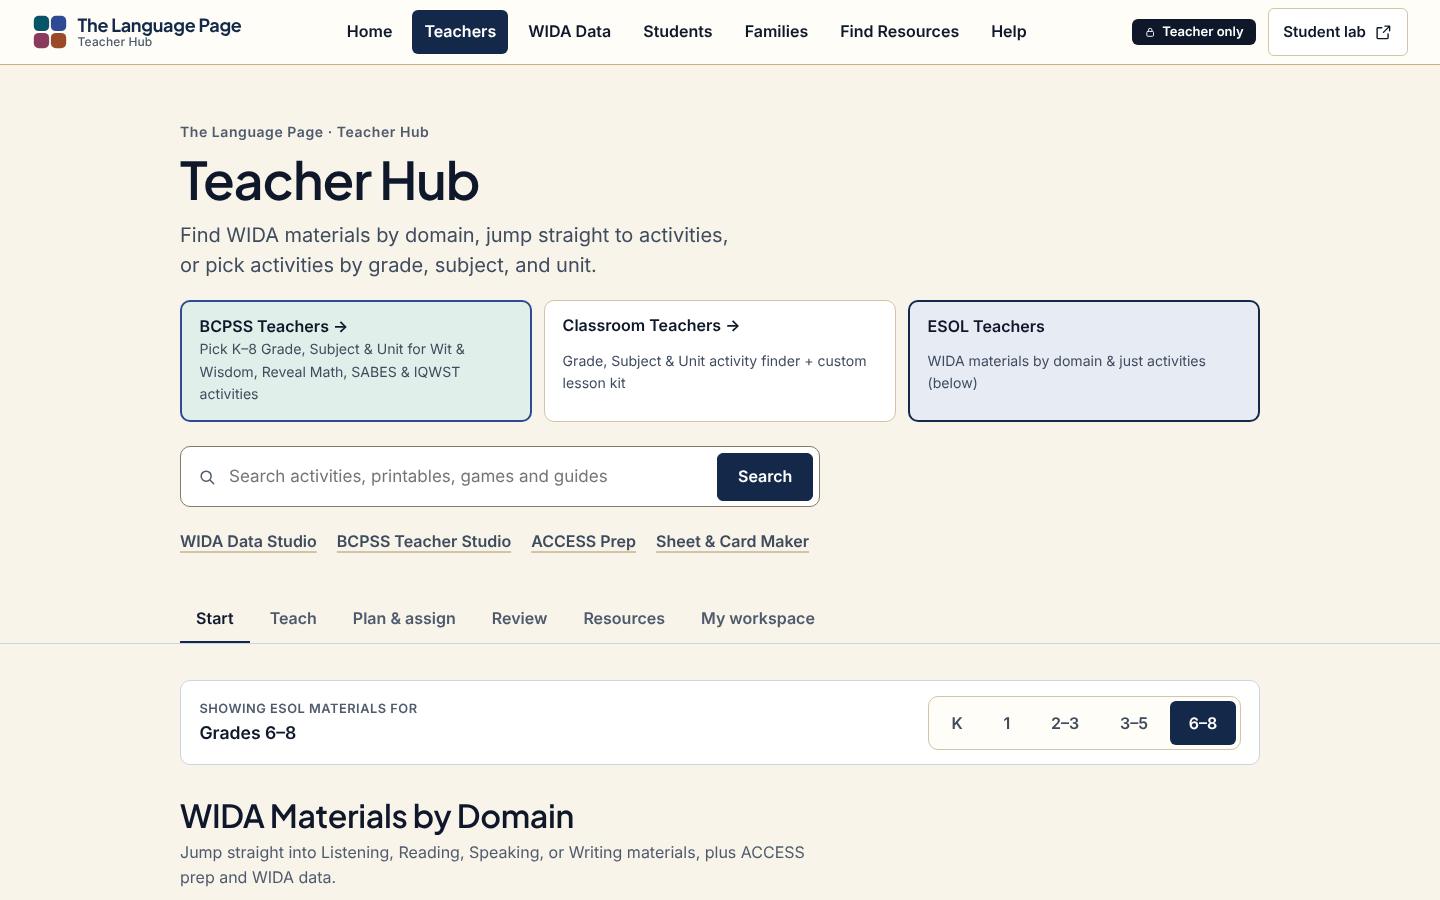 The Language Page
Teacher Hub
Home
Teachers
WIDA Data
Students
Families
Find Resources
Help
Teacher only
Student lab
The Language Page · Teacher Hub
Teacher Hub
Find WIDA materials by domain, jump straight to activities,
or pick activities by grade, subject, and unit.
BCPSS Teachers →
Pick K–8 Grade, Subject & Unit for Wit &
Wisdom, Reveal Math, SABES & IQWST
activities
Classroom Teachers →
Grade, Subject & Unit activity finder + custom
lesson kit
ESOL Teachers
WIDA materials by domain & just activities
(below)
Search activities, printables, games and guides
Search
WIDA Data Studio
BCPSS Teacher Studio
ACCESS Prep
Sheet & Card Maker
Start
Teach
Plan & assign
Review
Resources
My workspace
SHOWING ESOL MATERIALS FOR
Grades 6–8
K
1
2–3
3–5
6–8
WIDA Materials by Domain
Jump straight into Listening, Reading, Speaking, or Writing materials, plus ACCESS
prep and WIDA data.